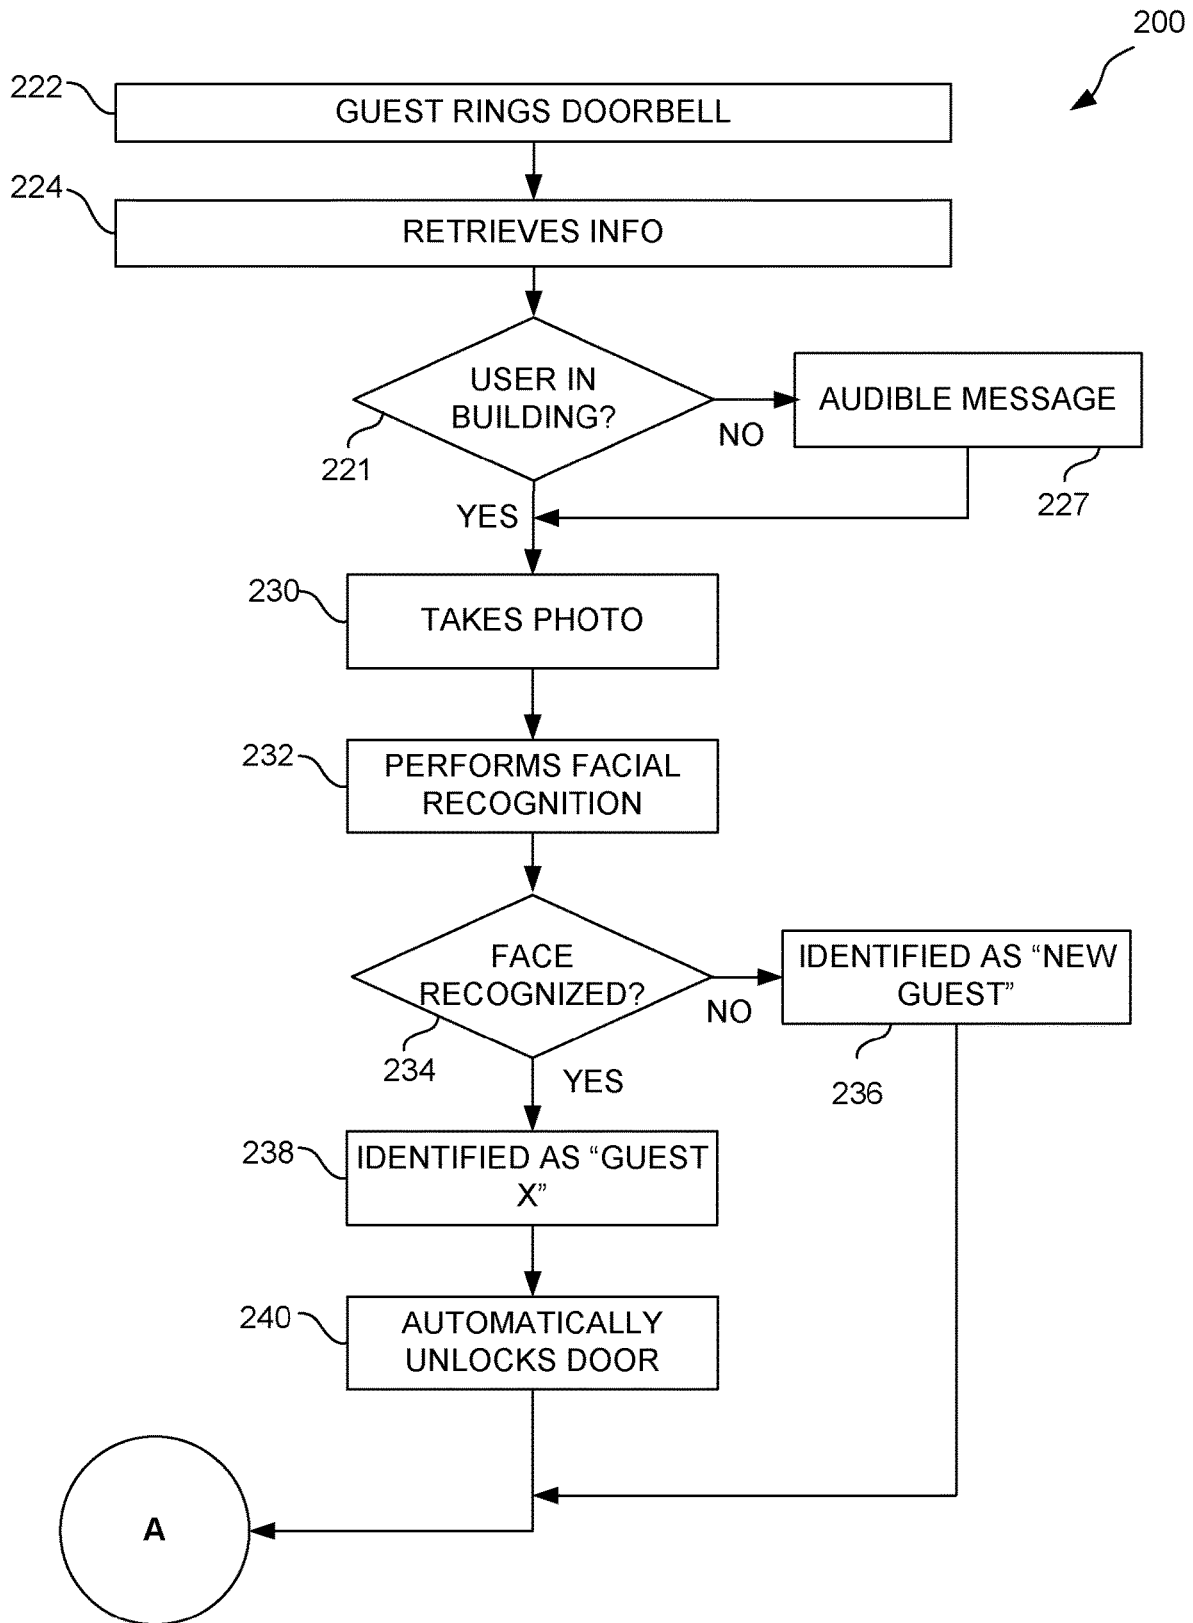 200
222
GUEST RINGS DOORBELL
224
RETRIEVES INFO
USER IN
BUILDING?
221
NO
AUDIBLE MESSAGE
227
YES
230
TAKES PHOTO
232
PERFORMS FACIAL
RECOGNITION
FACE
RECOGNIZED?
234
NO
IDENTIFIED AS “NEW
GUEST”
236
YES
238
IDENTIFIED AS “GUEST
X”
240
AUTOMATICALLY
UNLOCKS DOOR
A